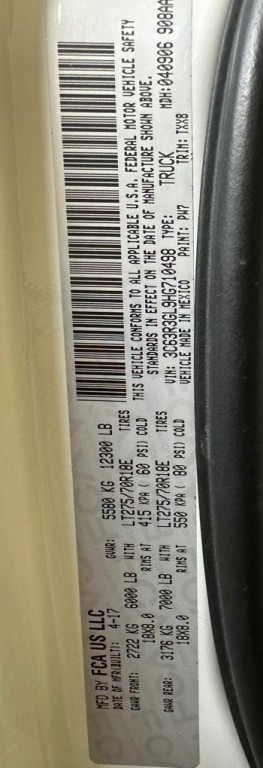 MFD BY FCA US LLC
DATE OF MFR(BUILT): 4-17 GVWR: 5580 KG 12300 LB
GAWR FRONT: 2722 KG 6000 LB WITH LT275/70R18E TIRES
18X8.0 RIMS AT 415 KPA ( 60 PSI) COLD
GAWR REAR: 3176 KG 7000 LB WITH LT275/70R18E TIRES
18X8.0 RIMS AT 550 KPA ( 80 PSI) COLD
THIS VEHICLE CONFORMS TO ALL APPLICABLE U.S.A. FEDERAL MOTOR VEHICLE SAFETY
STANDARDS IN EFFECT ON THE DATE OF MANUFACTURE SHOWN ABOVE.
VIN: 3C63R3GL9HG710498 TYPE: TRUCK MDH:040906 908AA
VEHICLE MADE IN MEXICO PAINT: PW7 TRIM: TXX8